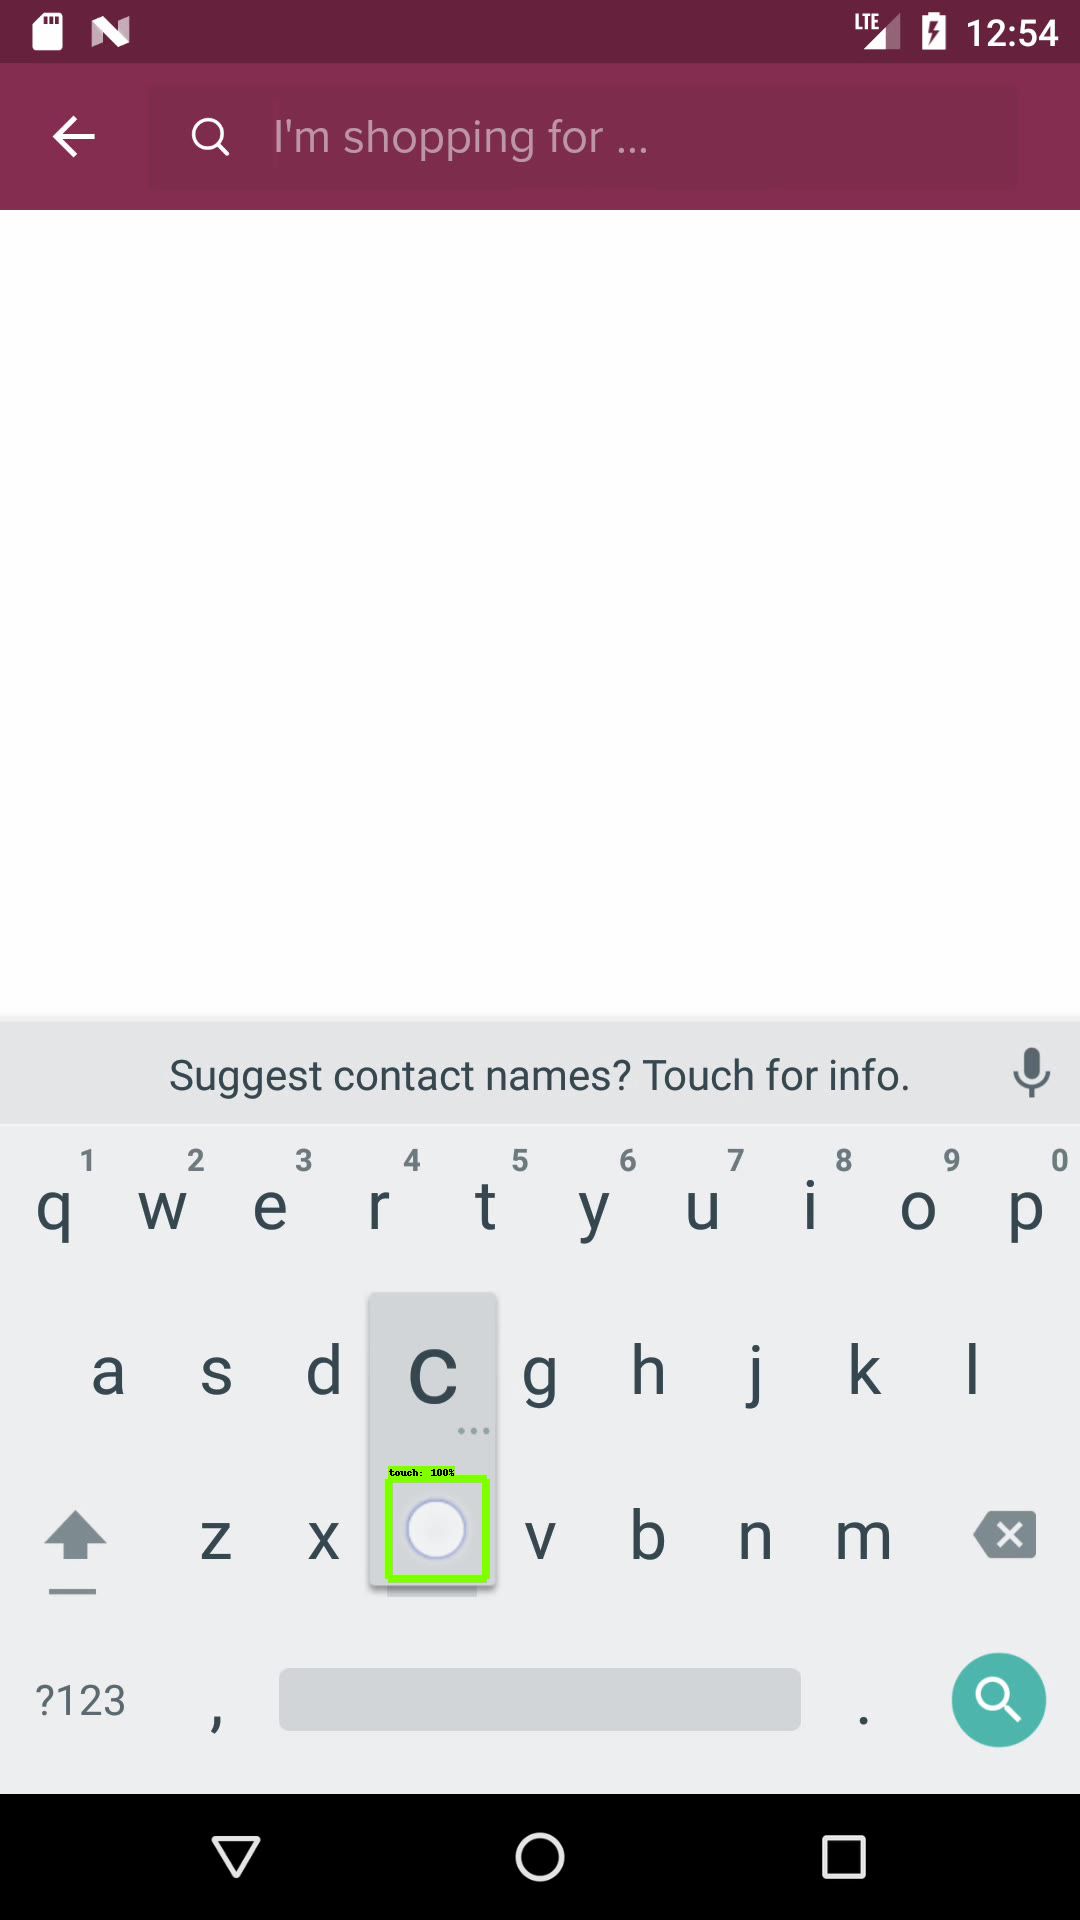 LTE 12:54
I'm shopping for ...
Suggest contact names? Touch for info.
1 2 3 4 5 6 7 8 9 0
q w e r t y u i o p
a s d c g h j k l
touch: 100%
z x v b n m
?123 , .